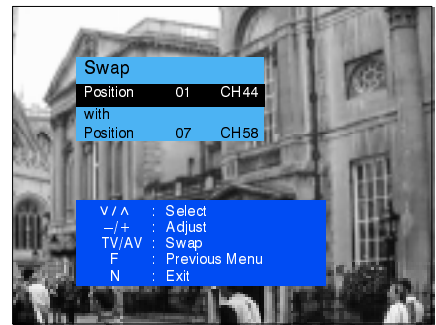 Swap
Position 01 CH44
with
Position 07 CH58
∨/∧ : Select
–/+ : Adjust
TV/AV : Swap
F : Previous Menu
N : Exit